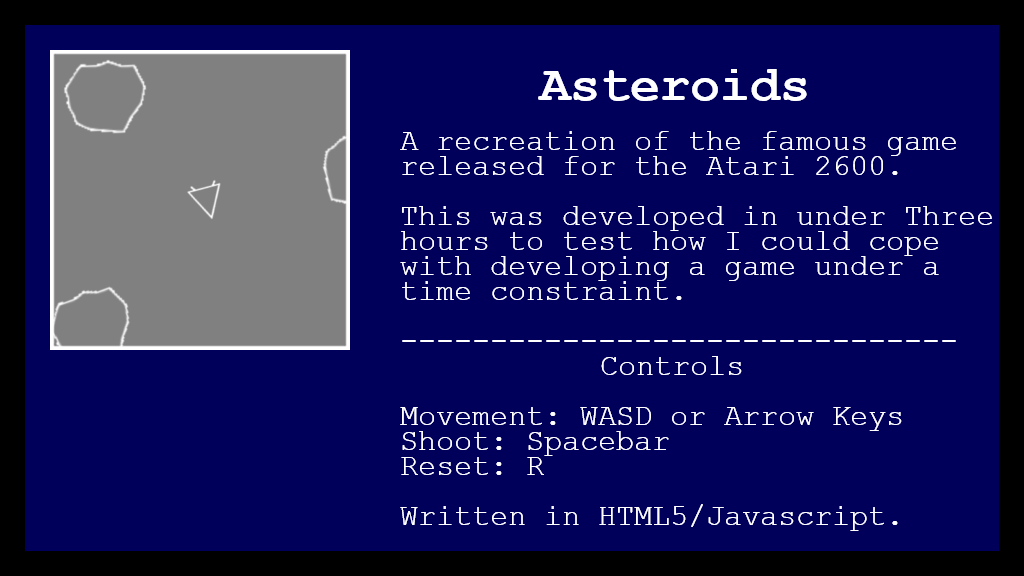 Asteroids
A recreation of the famous game
released for the Atari 2600.
This was developed in under Three
hours to test how I could cope
with developing a game under a
time constraint.
-------------------------------
Controls
Movement: WASD or Arrow Keys
Shoot: Spacebar
Reset: R
Written in HTML5/Javascript.